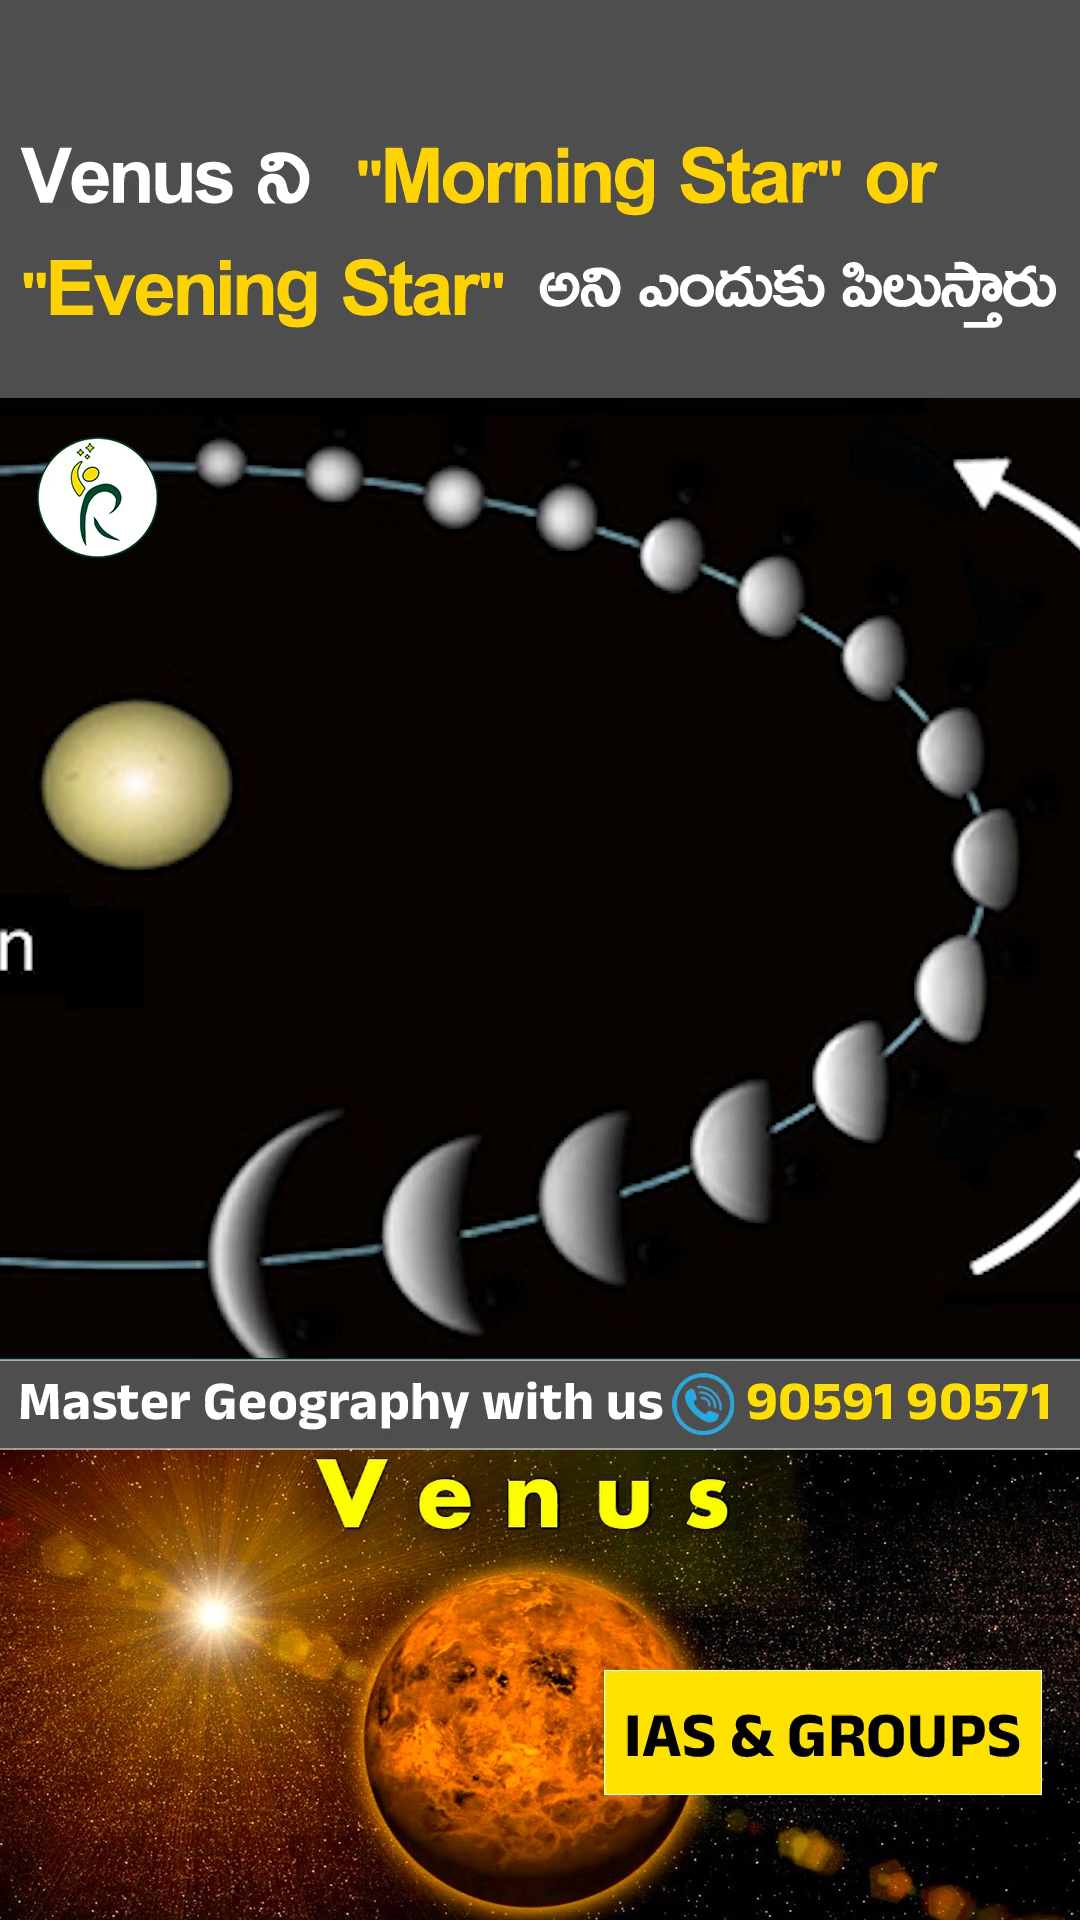 Venus ని "Morning Star" or
"Evening Star" అని ఎందుకు పిలుస్తారు
n
Master Geography with us 90591 90571
Venus
IAS & GROUPS